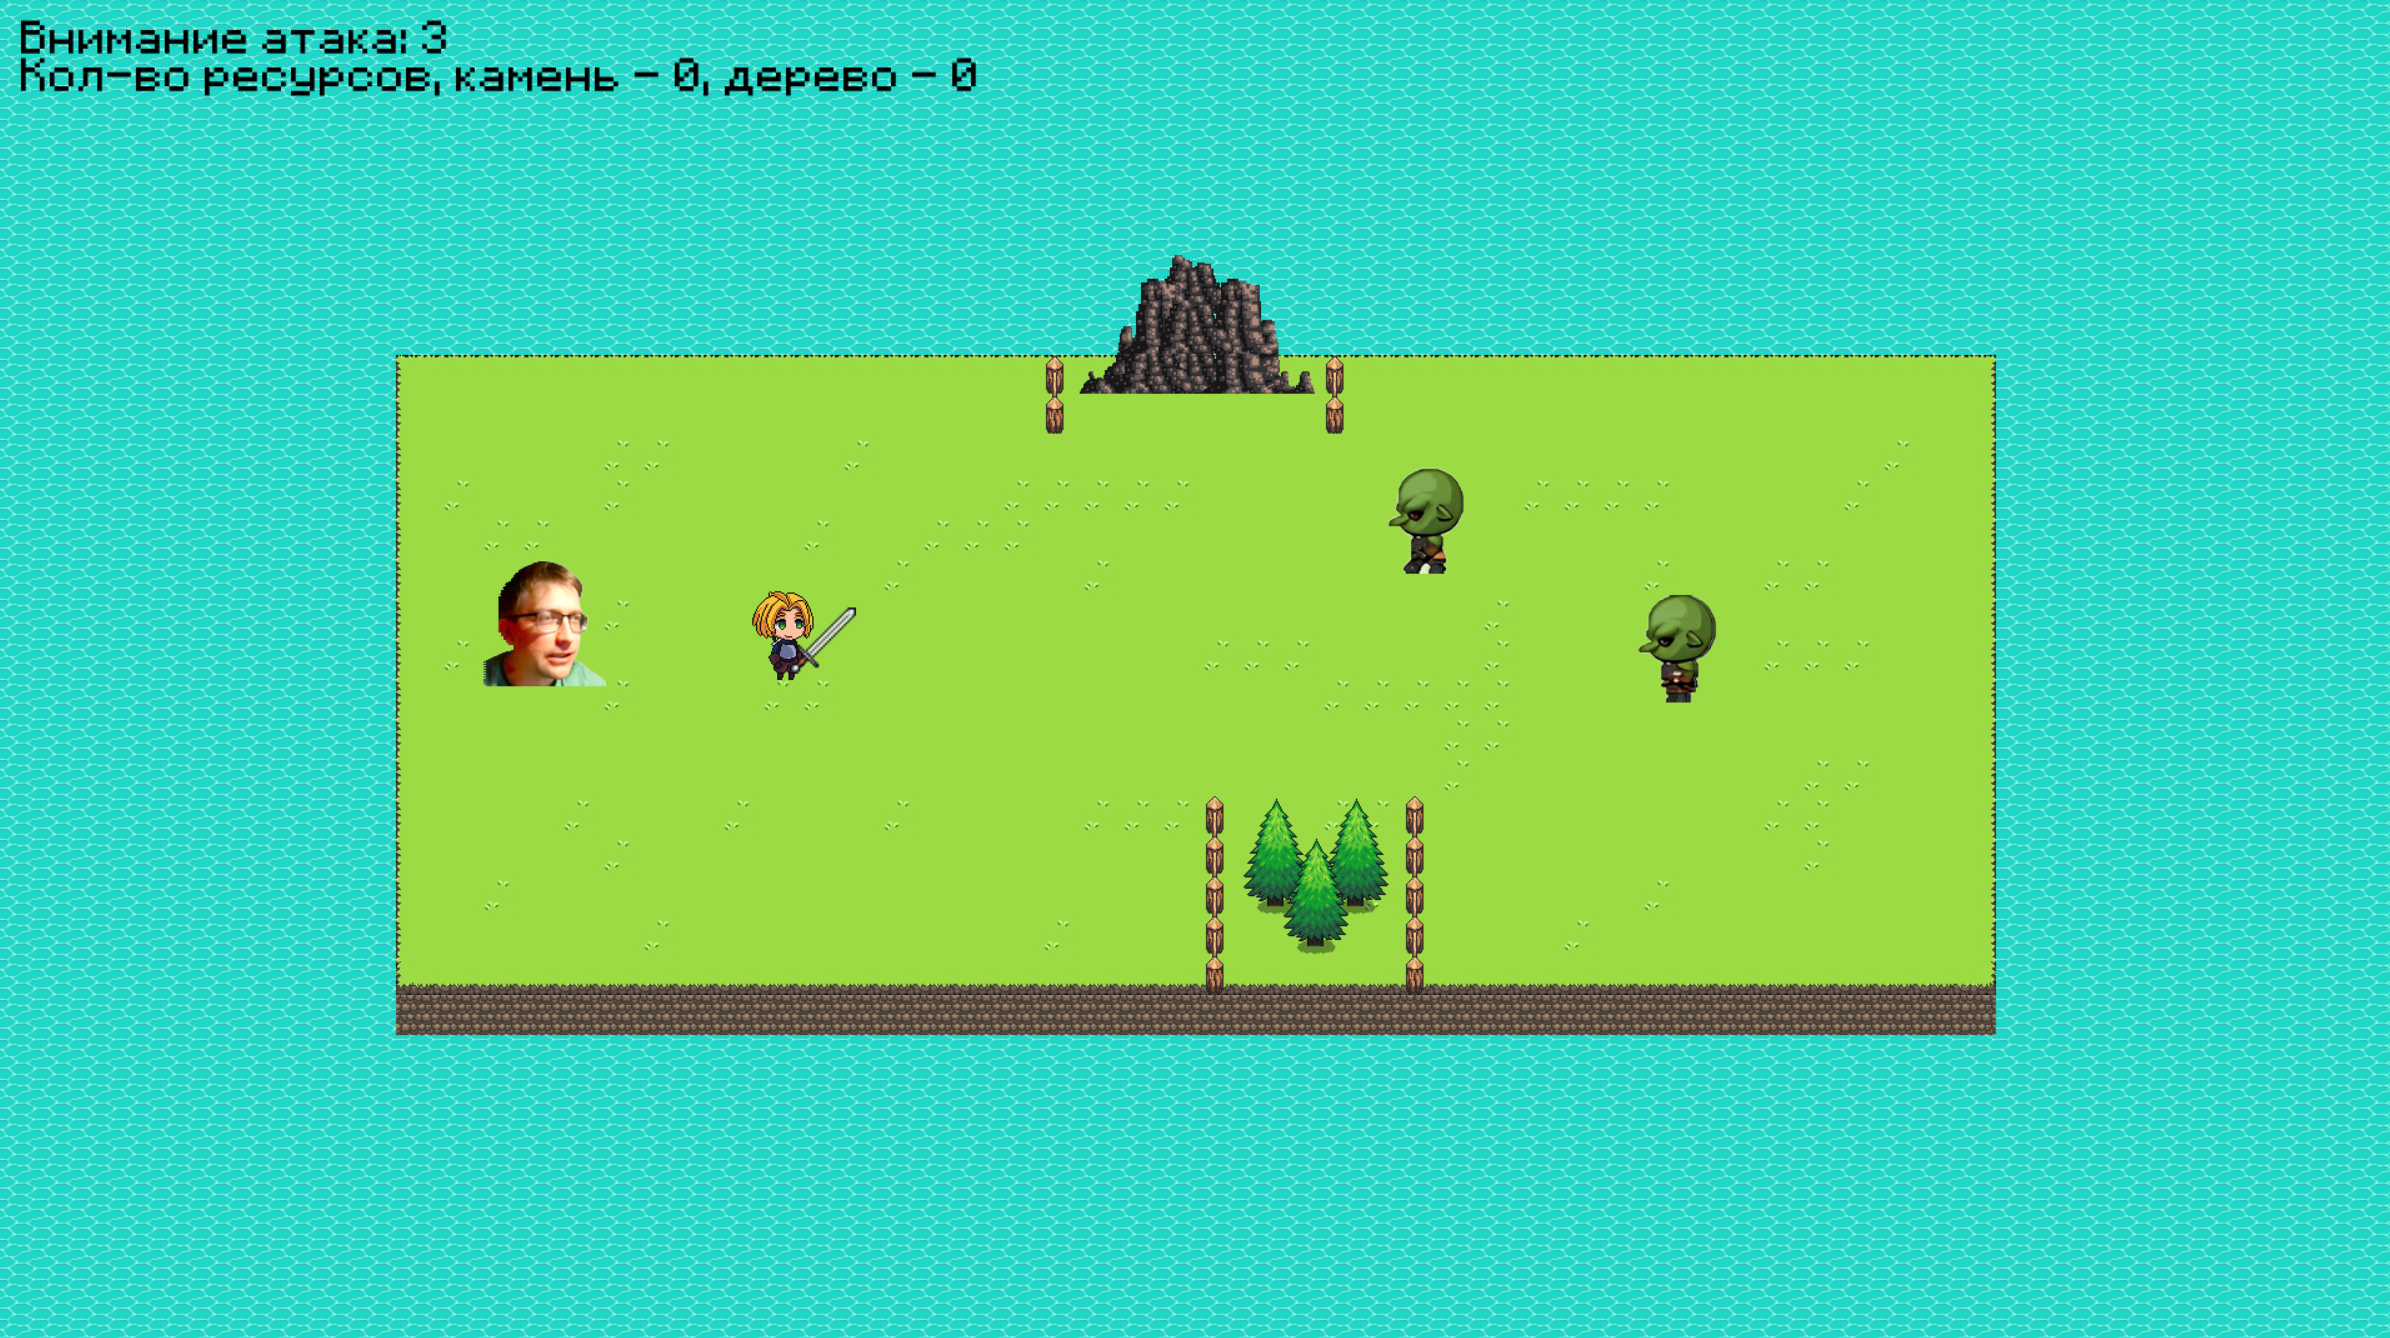 Внимание атака: 3
Кол-во ресурсов, камень - 0, дерево - 0